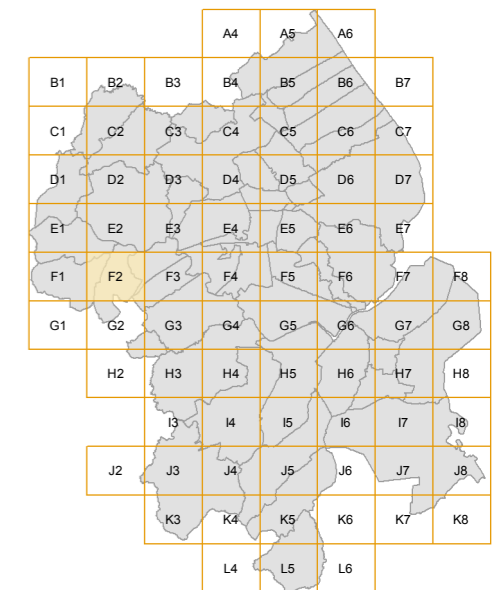 A4 A5 A6
B1 B2 B3 B4 B5 B6 B7
C1 C2 C3 C4 C5 C6 C7
D1 D2 D3 D4 D5 D6 D7
E1 E2 E3 E4 E5 E6 E7
F1 F2 F3 F4 F5 F6 F7 F8
G1 G2 G3 G4 G5 G6 G7 G8
H2 H3 H4 H5 H6 H7 H8
I3 I4 I5 I6 I7 I8
J2 J3 J4 J5 J6 J7 J8
K3 K4 K5 K6 K7 K8
L4 L5 L6